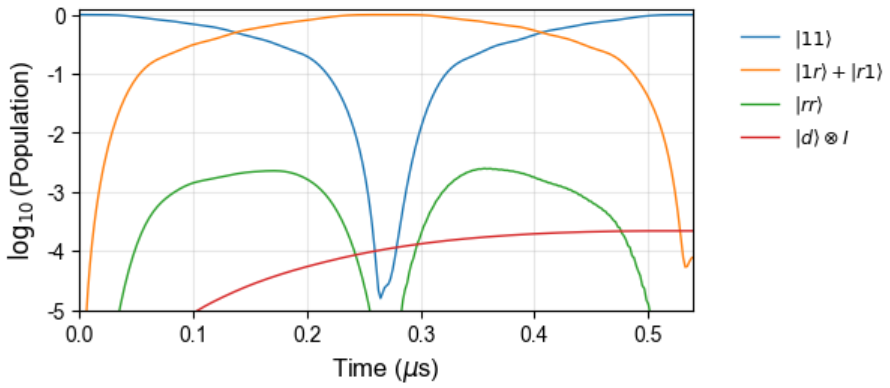 log₁₀ (Population)
0
-1
-2
-3
-4
-5
0.0 0.1 0.2 0.3 0.4 0.5
Time (μs)
|11⟩
|1r⟩ + |r1⟩
|rr⟩
|d⟩ ⊗ I